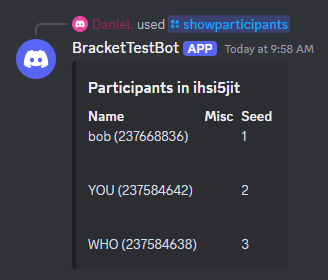 Daniel. used showparticipants
BracketTestBot APP Today at 9:58 AM
Participants in ihsi5jit
Name Misc Seed
bob (237668836) 1
YOU (237584642) 2
WHO (237584638) 3